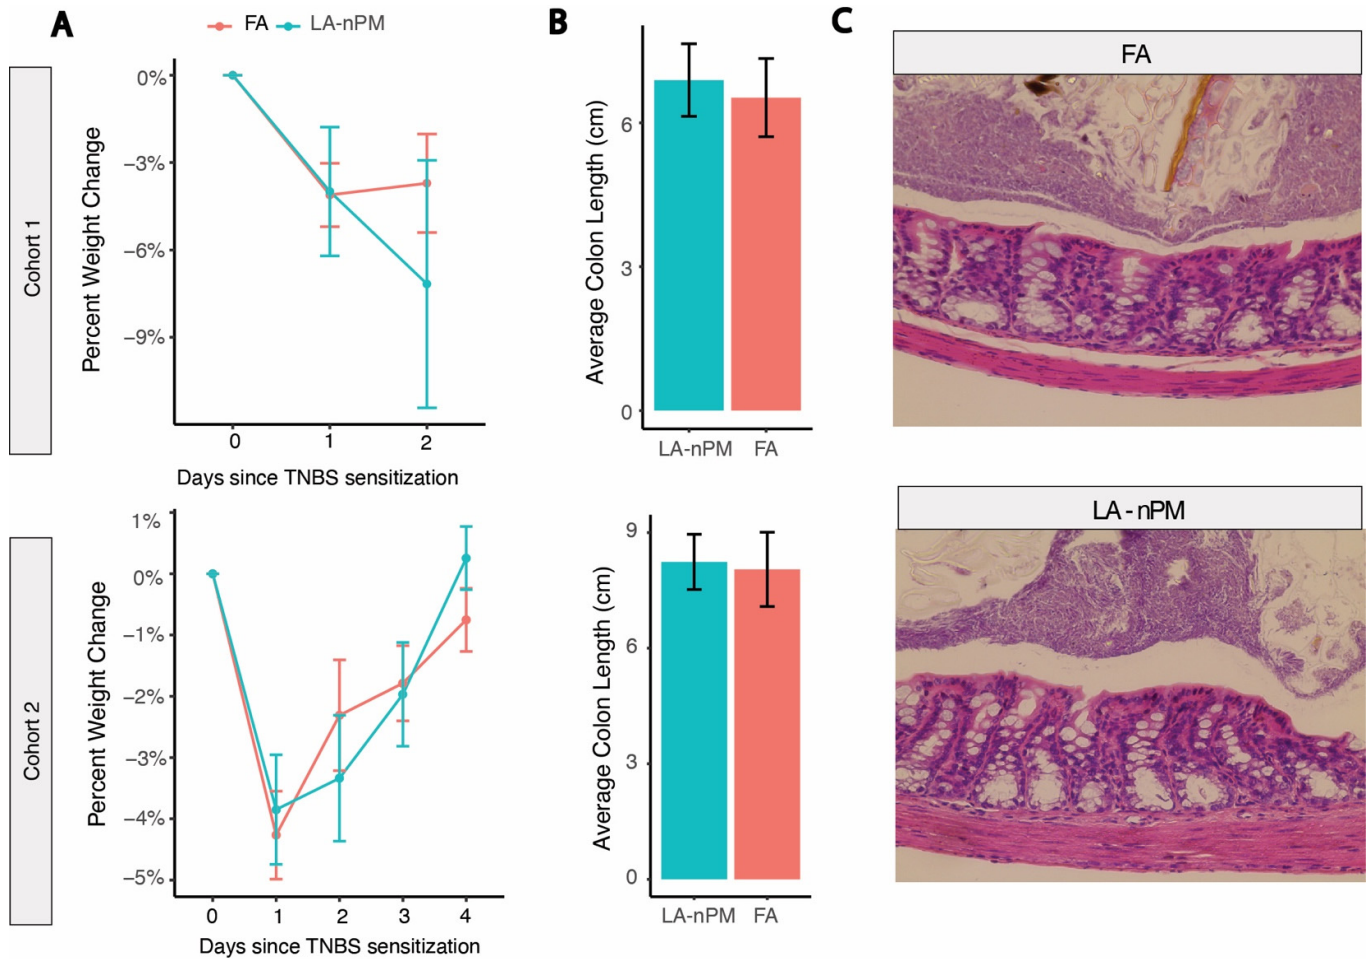 A
FA LA-nPM
Cohort 1
Percent Weight Change
0%
−3%
−6%
−9%
0 1 2
Days since TNBS sensitization
Cohort 2
Percent Weight Change
1%
0%
−1%
−2%
−3%
−4%
−5%
0 1 2 3 4
Days since TNBS sensitization
B
Average Colon Length (cm)
6
3
0
LA-nPM FA
Average Colon Length (cm)
9
6
3
0
LA-nPM FA
C
FA
LA-nPM